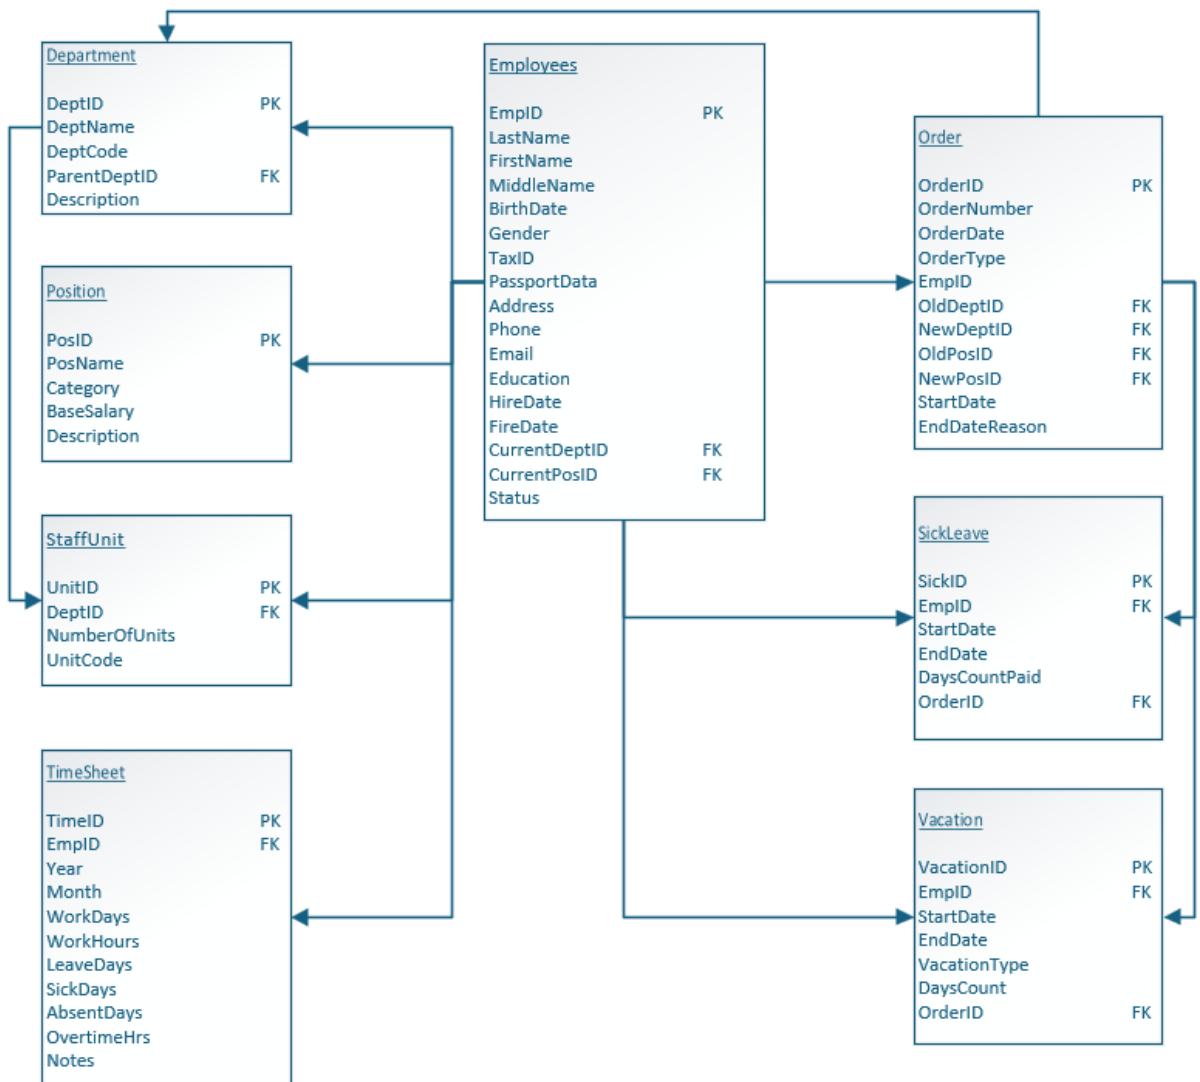 Department
DeptID PK
DeptName
DeptCode
ParentDeptID FK
Description
Position
PosID PK
PosName
Category
BaseSalary
Description
StaffUnit
UnitID PK
DeptID FK
NumberOfUnits
UnitCode
TimeSheet
TimeID PK
EmpID FK
Year
Month
WorkDays
WorkHours
LeaveDays
SickDays
AbsentDays
OvertimeHrs
Notes
Employees
EmpID PK
LastName
FirstName
MiddleName
BirthDate
Gender
TaxID
PassportData
Address
Phone
Email
Education
HireDate
FireDate
CurrentDeptID FK
CurrentPosID FK
Status
Order
OrderID PK
OrderNumber
OrderDate
OrderType
EmpID
OldDeptID FK
NewDeptID FK
OldPosID FK
NewPosID FK
StartDate
EndDateReason
SickLeave
SickID PK
EmpID FK
StartDate
EndDate
DaysCountPaid
OrderID FK
Vacation
VacationID PK
EmpID FK
StartDate
EndDate
VacationType
DaysCount
OrderID FK